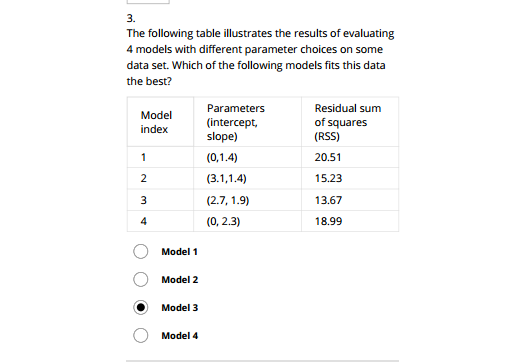 3.
The following table illustrates the results of evaluating
4 models with different parameter choices on some
data set. Which of the following models fits this data
the best?
Model index | Parameters (intercept, slope) | Residual sum of squares (RSS)
1 | (0,1.4) | 20.51
2 | (3.1,1.4) | 15.23
3 | (2.7, 1.9) | 13.67
4 | (0, 2.3) | 18.99
Model 1
Model 2
Model 3
Model 4